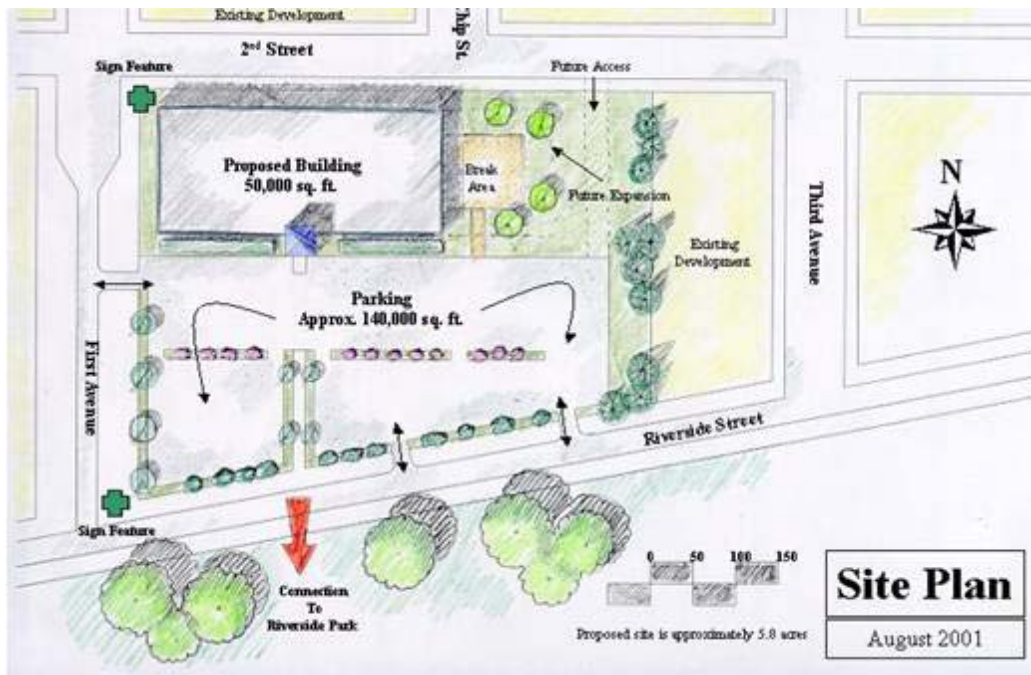 Existing Development
2nd Street
Chip St.
Sign Feature
Future Access
Proposed Building
50,000 sq. ft.
Break
Area
Future Expansion
Third Avenue
N
Existing
Development
Parking
Approx. 140,000 sq. ft.
First Avenue
Riverside Street
Sign Feature
Connection
To
Riverside Park
0 50 100 150
Proposed site is approximately 5.8 acres
Site Plan
August 2001